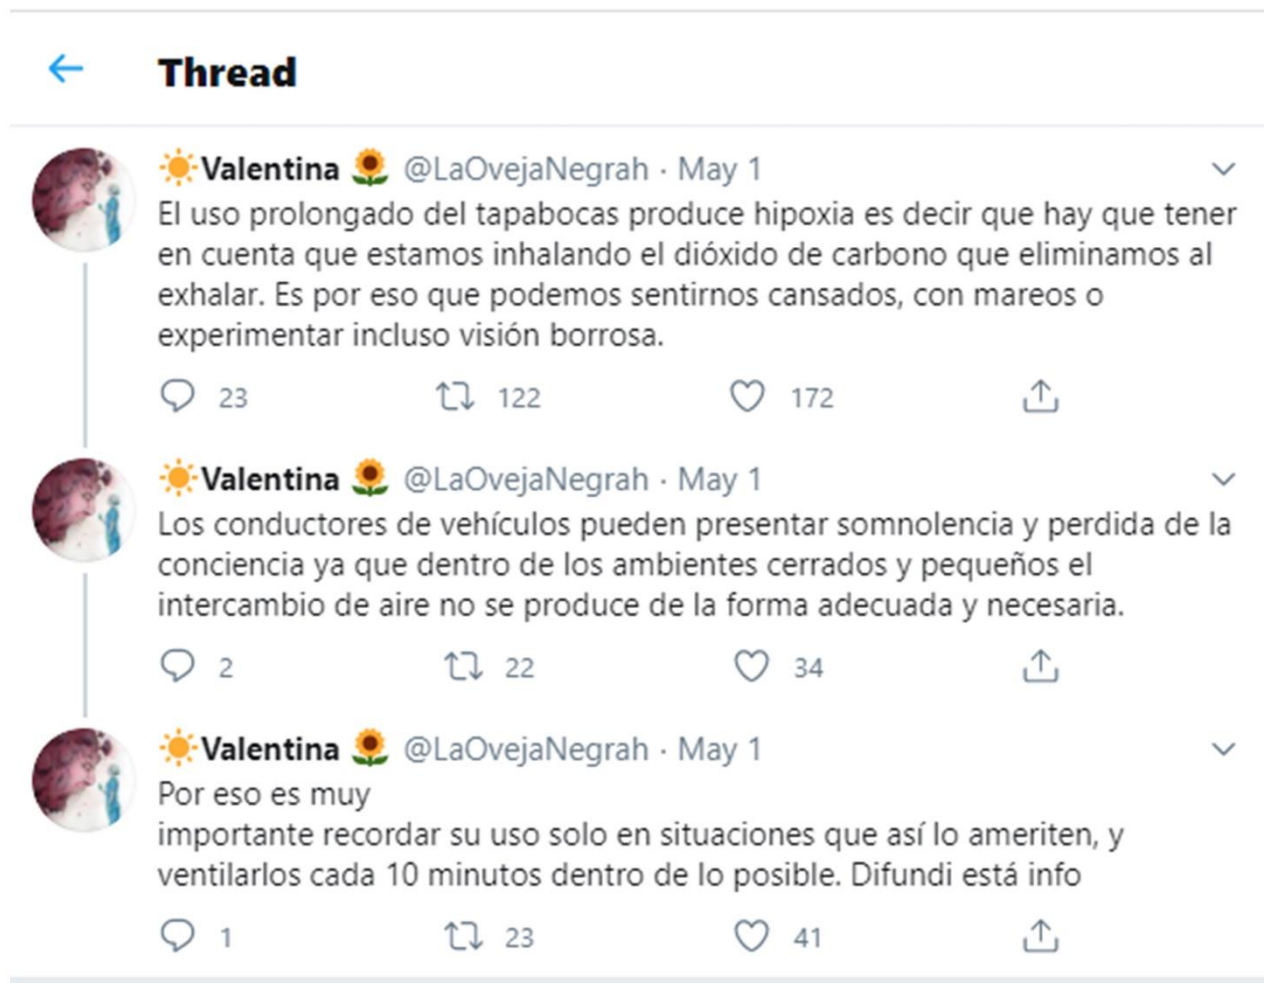 Thread
☀️Valentina 🌻 @LaOvejaNegrah · May 1
El uso prolongado del tapabocas produce hipoxia es decir que hay que tener
en cuenta que estamos inhalando el dióxido de carbono que eliminamos al
exhalar. Es por eso que podemos sentirnos cansados, con mareos o
experimentar incluso visión borrosa.
23 122 172
☀️Valentina 🌻 @LaOvejaNegrah · May 1
Los conductores de vehículos pueden presentar somnolencia y perdida de la
conciencia ya que dentro de los ambientes cerrados y pequeños el
intercambio de aire no se produce de la forma adecuada y necesaria.
2 22 34
☀️Valentina 🌻 @LaOvejaNegrah · May 1
Por eso es muy
importante recordar su uso solo en situaciones que así lo ameriten, y
ventilarlos cada 10 minutos dentro de lo posible. Difundi está info
1 23 41